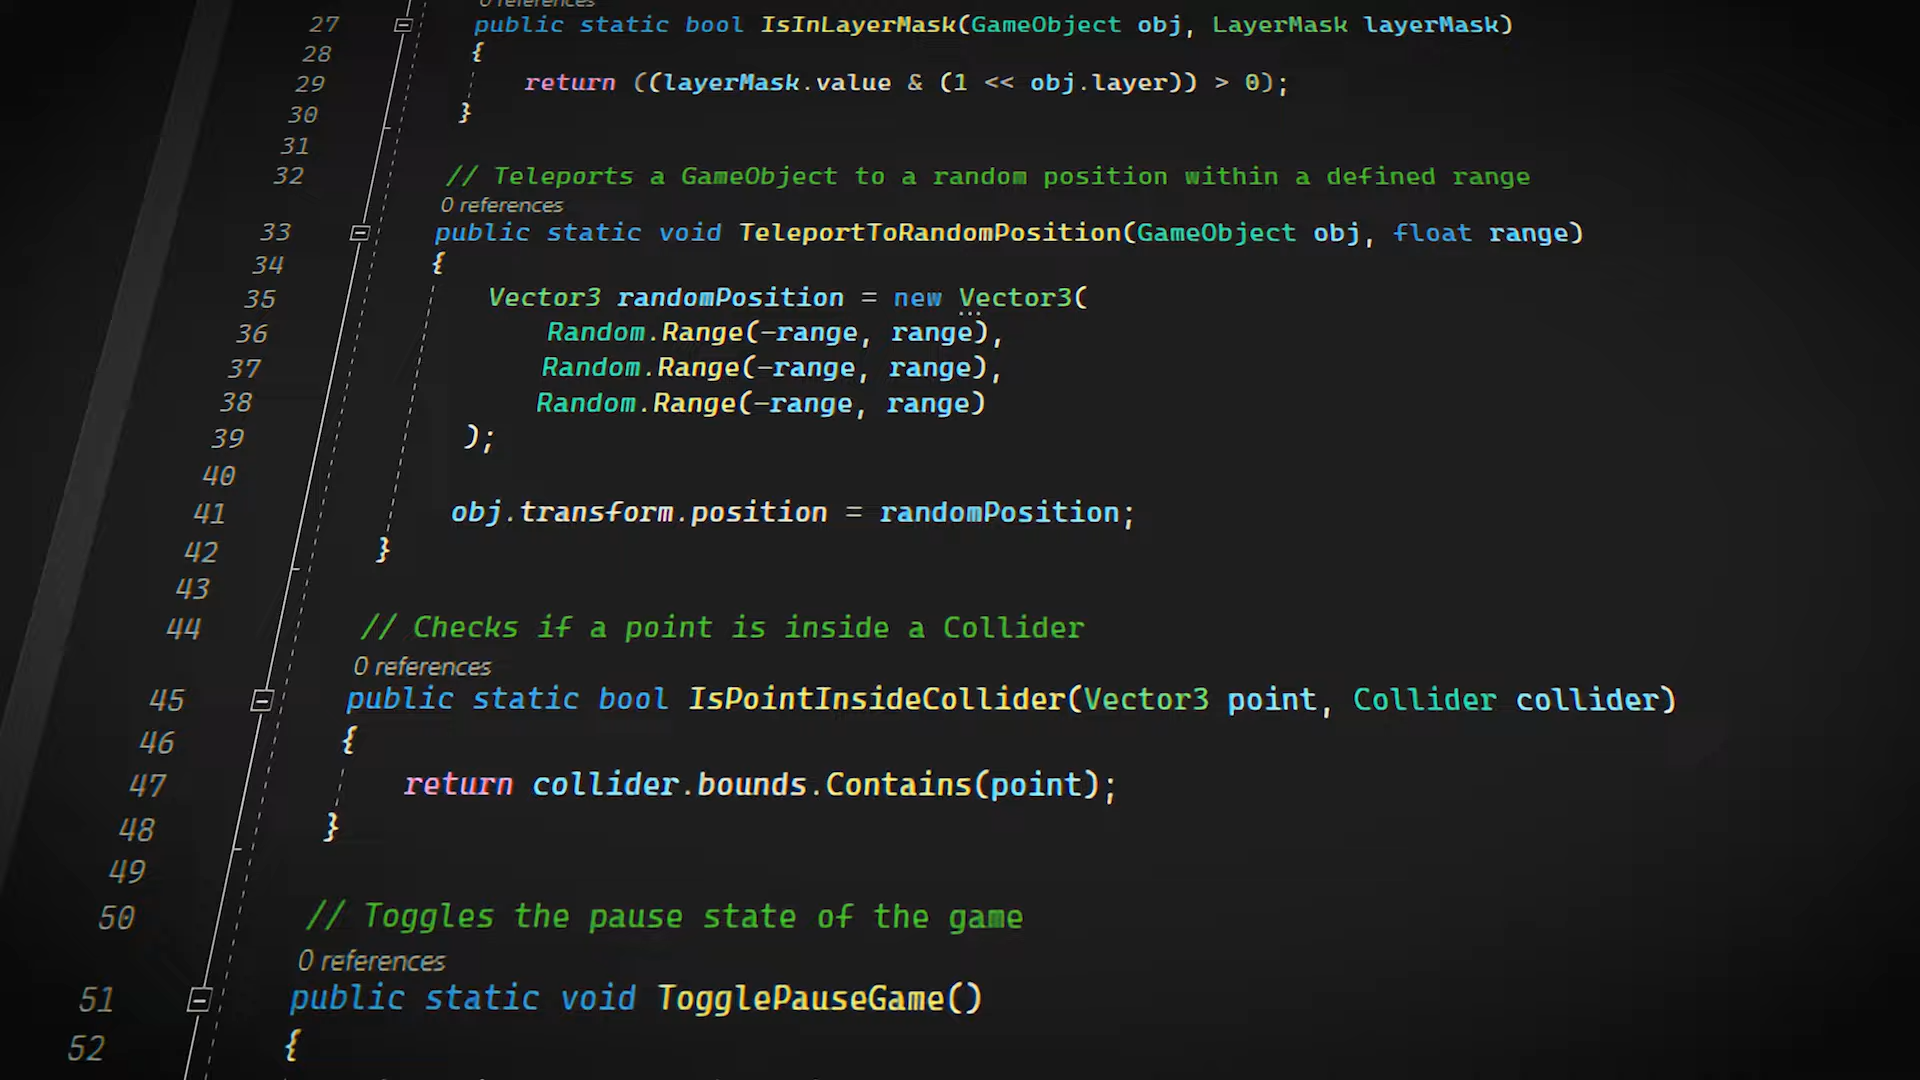 0 references
27 public static bool IsInLayerMask(GameObject obj, LayerMask layerMask)
28 {
29 return ((layerMask.value & (1 << obj.layer)) > 0);
30 }
31
32 // Teleports a GameObject to a random position within a defined range
0 references
33 public static void TeleportToRandomPosition(GameObject obj, float range)
34 {
35 Vector3 randomPosition = new Vector3(
36 Random.Range(-range, range),
37 Random.Range(-range, range),
38 Random.Range(-range, range)
39 );
40
41 obj.transform.position = randomPosition;
42 }
43
44 // Checks if a point is inside a Collider
0 references
45 public static bool IsPointInsideCollider(Vector3 point, Collider collider)
46 {
47 return collider.bounds.Contains(point);
48 }
49
50 // Toggles the pause state of the game
0 references
51 public static void TogglePauseGame()
52 {